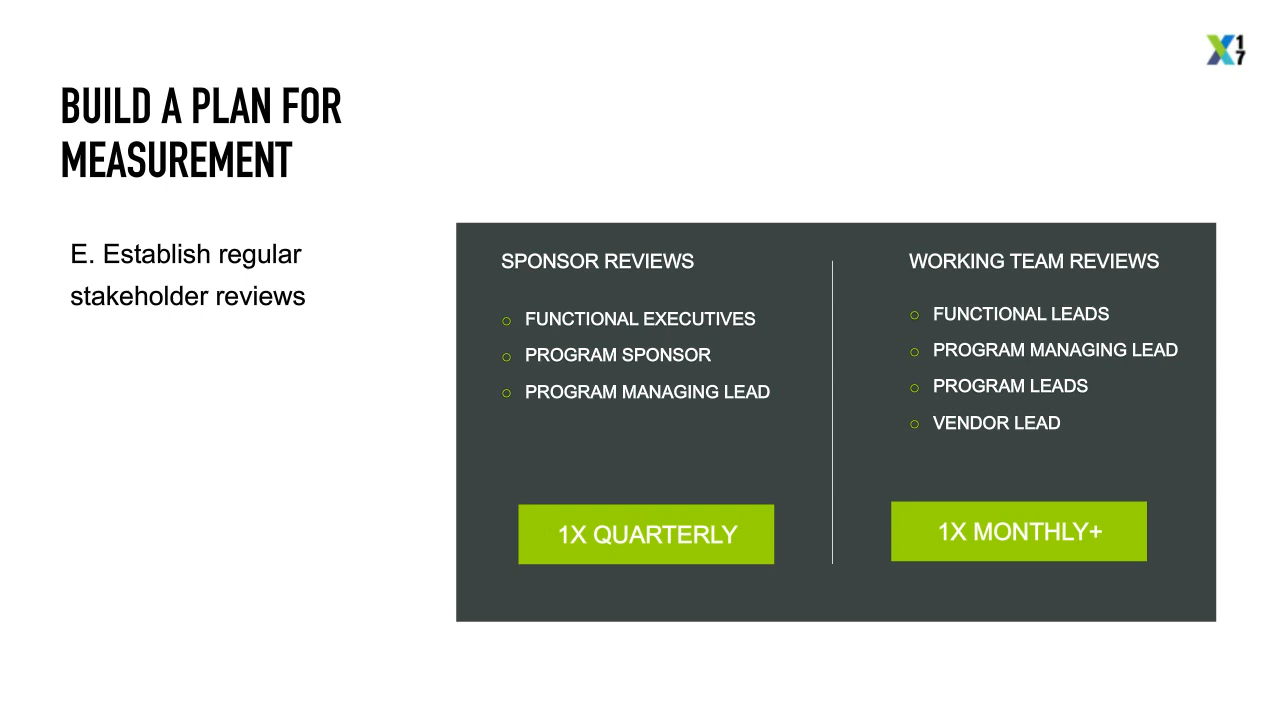 X17
BUILD A PLAN FOR
MEASUREMENT
E. Establish regular
stakeholder reviews
SPONSOR REVIEWS
○ FUNCTIONAL EXECUTIVES
○ PROGRAM SPONSOR
○ PROGRAM MANAGING LEAD
1X QUARTERLY
WORKING TEAM REVIEWS
○ FUNCTIONAL LEADS
○ PROGRAM MANAGING LEAD
○ PROGRAM LEADS
○ VENDOR LEAD
1X MONTHLY+